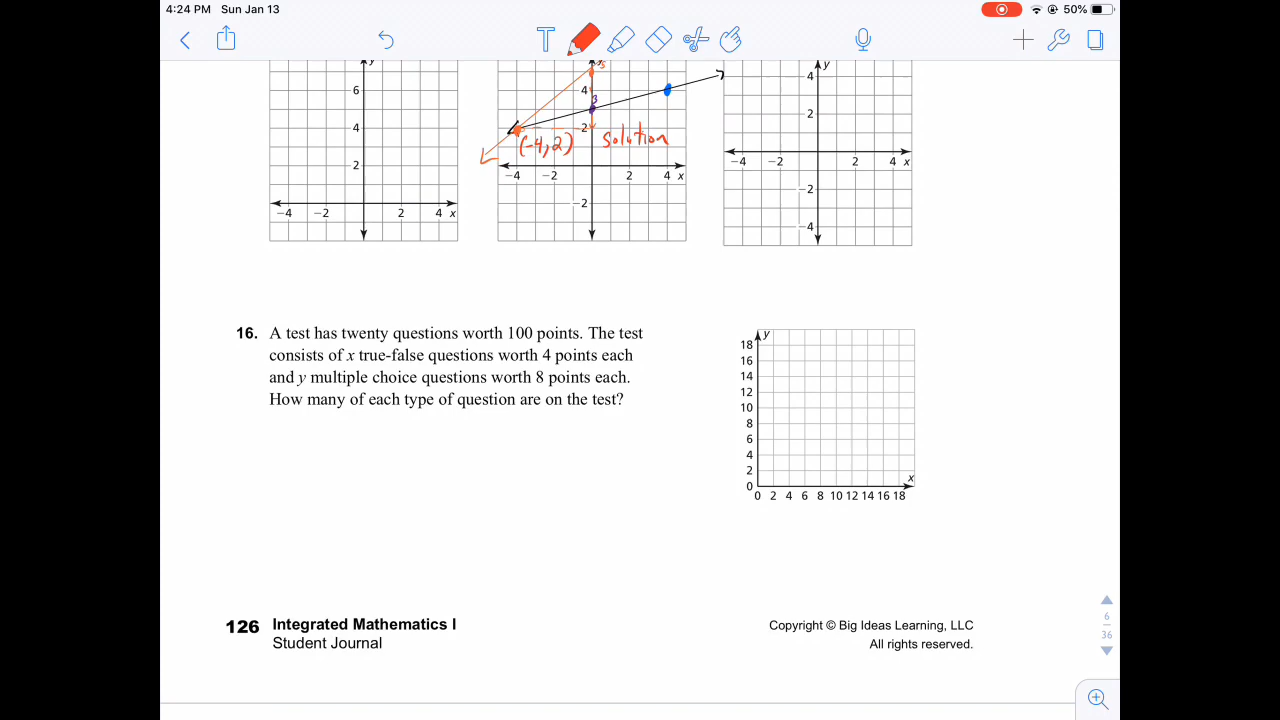 4:24 PM Sun Jan 13
50%
T
y
6
4
2
−4 −2 2 4 x
5
y
4
3
2
(-4,2) Solution
−4 −2 2 4 x
−2
y
4
2
−4 −2 2 4 x
−2
−4
16. A test has twenty questions worth 100 points. The test
consists of x true-false questions worth 4 points each
and y multiple choice questions worth 8 points each.
How many of each type of question are on the test?
y
18
16
14
12
10
8
6
4
2
0
x
0 2 4 6 8 10 12 14 16 18
126 Integrated Mathematics I
Student Journal
Copyright © Big Ideas Learning, LLC
All rights reserved.
6
36